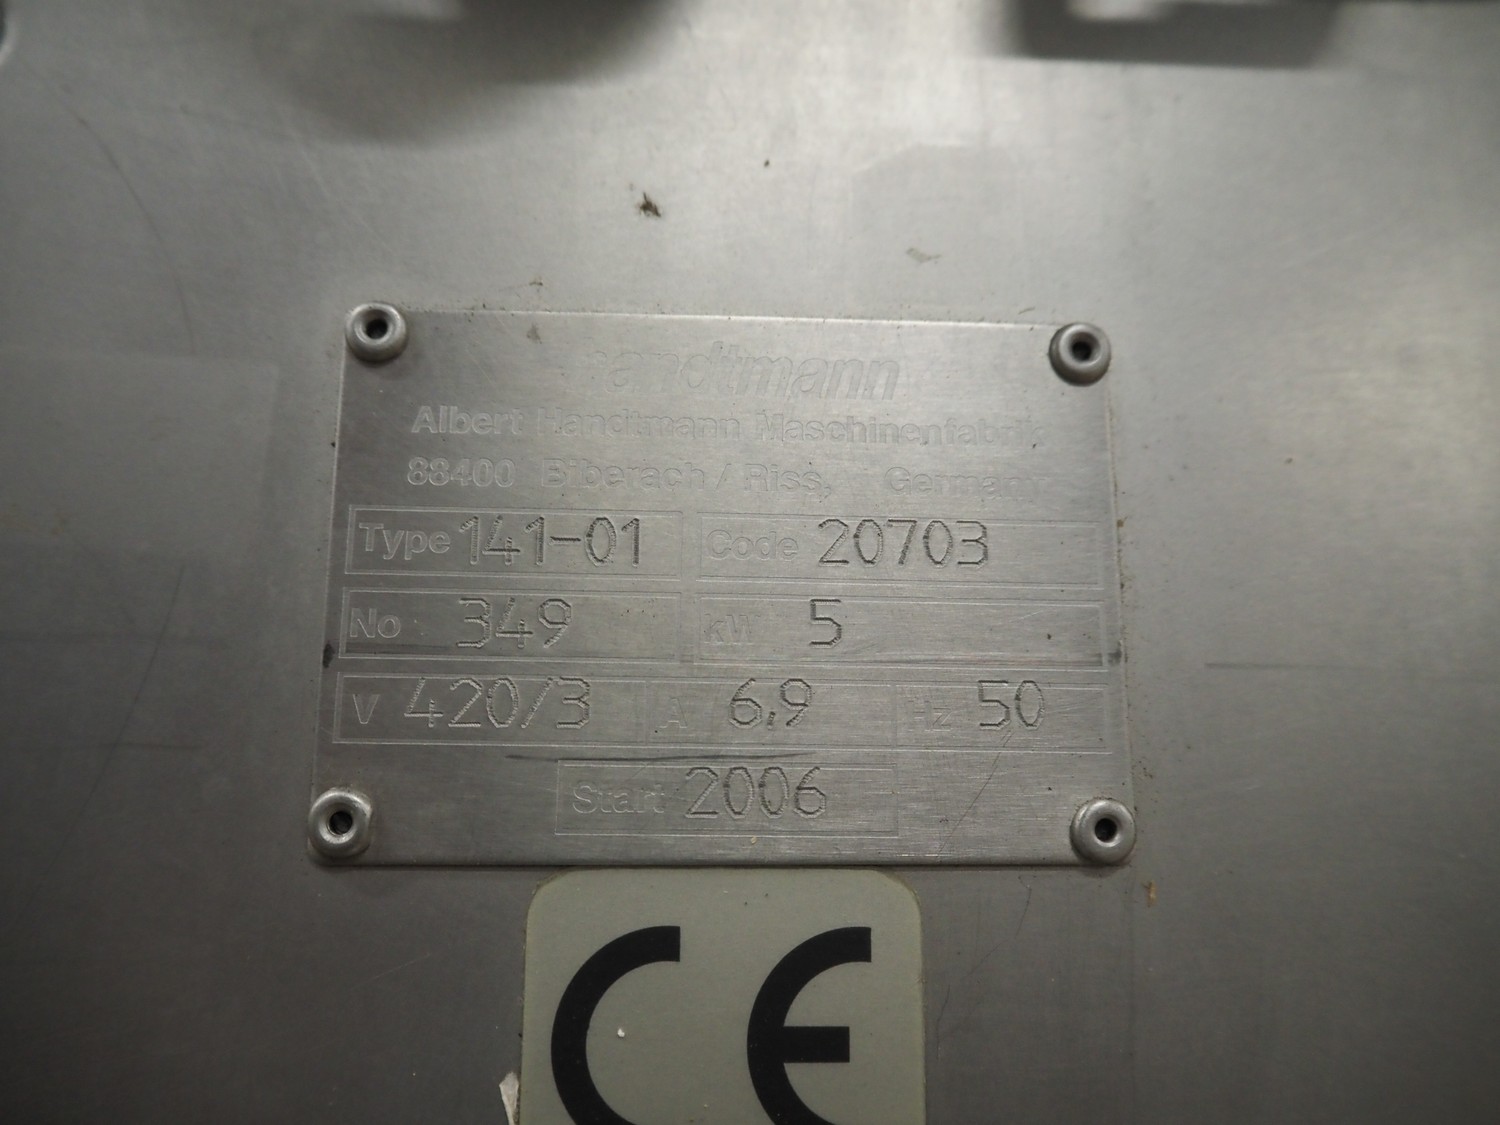 handtmann
Albert Handtmann Maschinenfabrik
88400 Biberach / Riss, Germany
Type 141-01 Code 20703
No 349 kW 5
V 420/3 A 6,9 Hz 50
Start 2006
CE